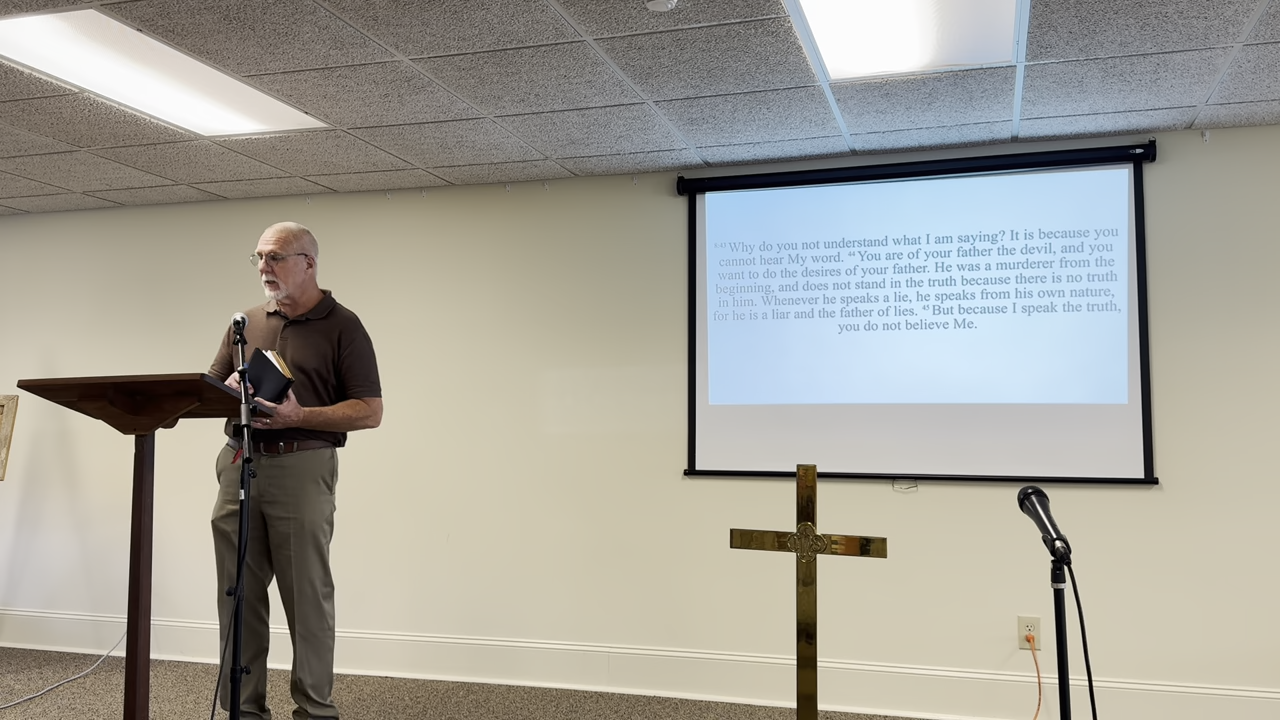 ⁸:⁴³ Why do you not understand what I am saying? It is because you
cannot hear My word. ⁴⁴ You are of your father the devil, and you
want to do the desires of your father. He was a murderer from the
beginning, and does not stand in the truth because there is no truth
in him. Whenever he speaks a lie, he speaks from his own nature,
for he is a liar and the father of lies. ⁴⁵ But because I speak the truth,
you do not believe Me.